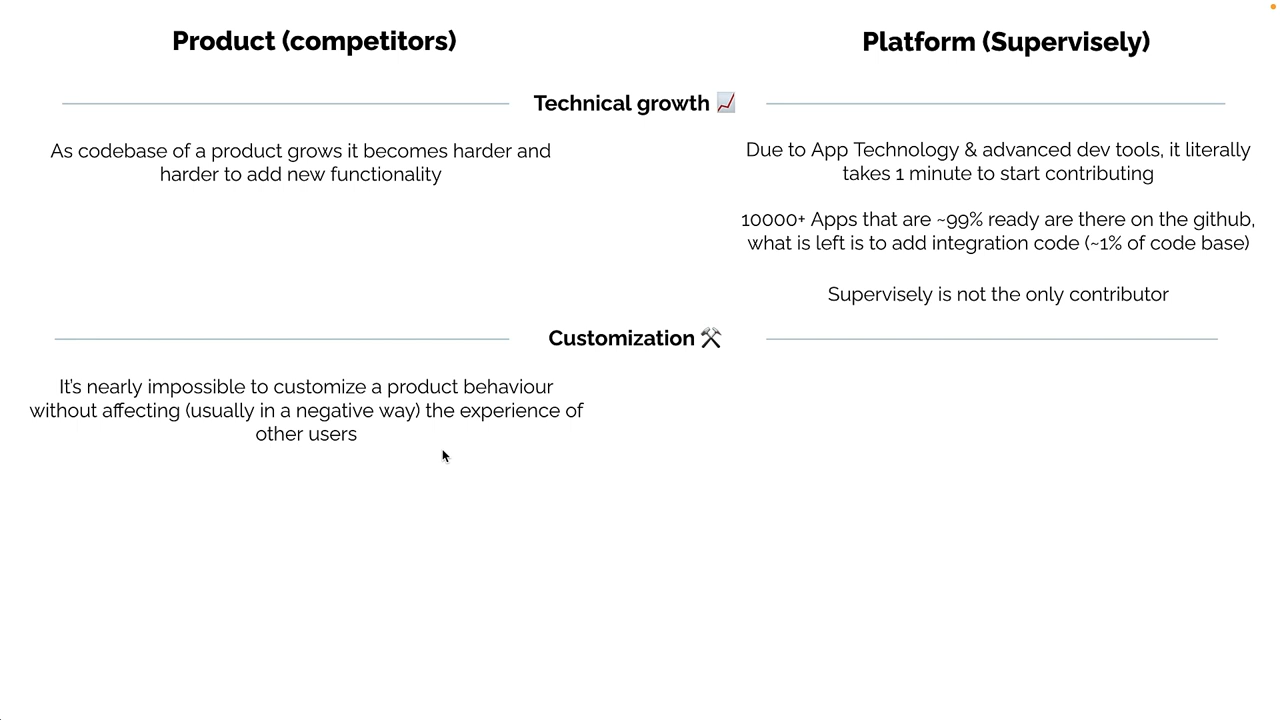 Product (competitors)
Platform (Supervisely)
Technical growth 📈
As codebase of a product grows it becomes harder and
harder to add new functionality
Due to App Technology & advanced dev tools, it literally
takes 1 minute to start contributing
10000+ Apps that are ~99% ready are there on the github,
what is left is to add integration code (~1% of code base)
Supervisely is not the only contributor
Customization ⚒
It's nearly impossible to customize a product behaviour
without affecting (usually in a negative way) the experience of
other users